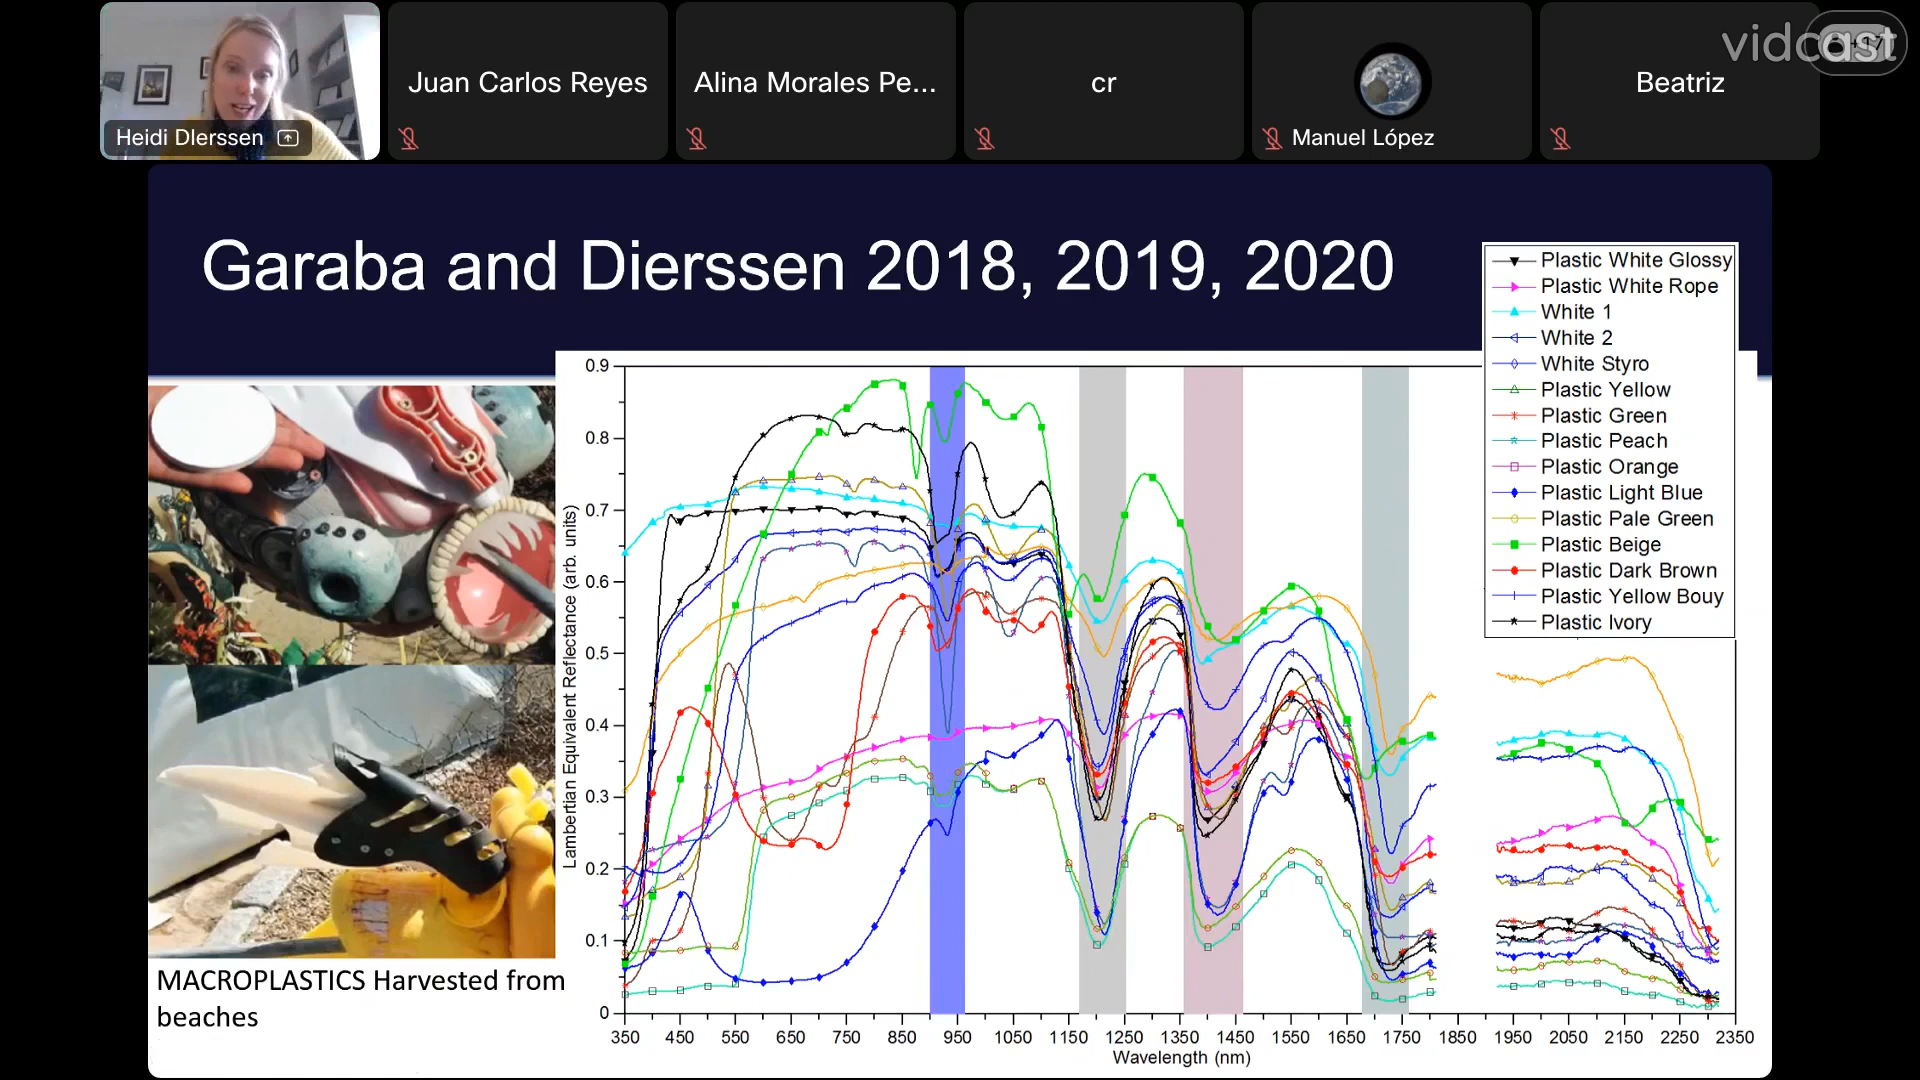 Heidi DIerssen
Juan Carlos Reyes
Alina Morales Pe...
cr
Manuel López
Beatriz
vidcast
Garaba and Dierssen 2018, 2019, 2020
Plastic White Glossy
Plastic White Rope
White 1
White 2
White Styro
Plastic Yellow
Plastic Green
Plastic Peach
Plastic Orange
Plastic Light Blue
Plastic Pale Green
Plastic Beige
Plastic Dark Brown
Plastic Yellow Bouy
Plastic Ivory
Lambertian Equivalent Reflectance (arb. units)
0.9
0.8
0.7
0.6
0.5
0.4
0.3
0.2
0.1
0
350 450 550 650 750 850 950 1050 1150 1250 1350 1450 1550 1650 1750 1850 1950 2050 2150 2250 2350
Wavelength (nm)
MACROPLASTICS Harvested from
beaches